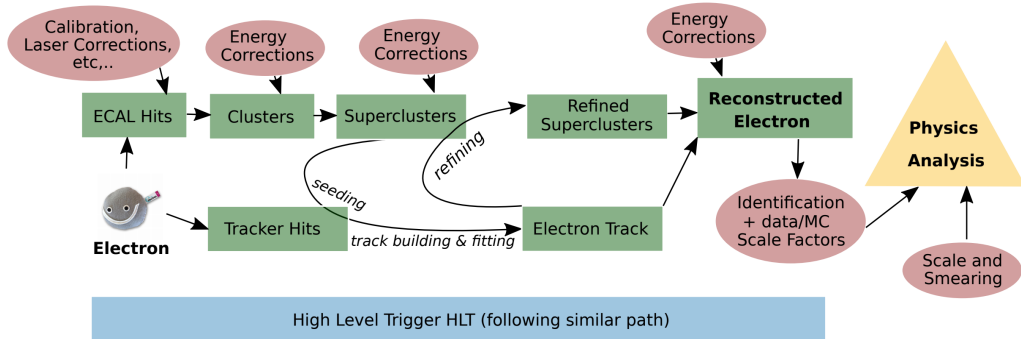 Calibration,
Laser Corrections,
etc,..
Energy
Corrections
Energy
Corrections
Energy
Corrections
ECAL Hits
Clusters
Superclusters
Refined
Superclusters
Reconstructed
Electron
refining
seeding
Physics
Analysis
Electron
Tracker Hits
track building & fitting
Electron Track
Identification
+ data/MC
Scale Factors
Scale and
Smearing
High Level Trigger HLT (following similar path)